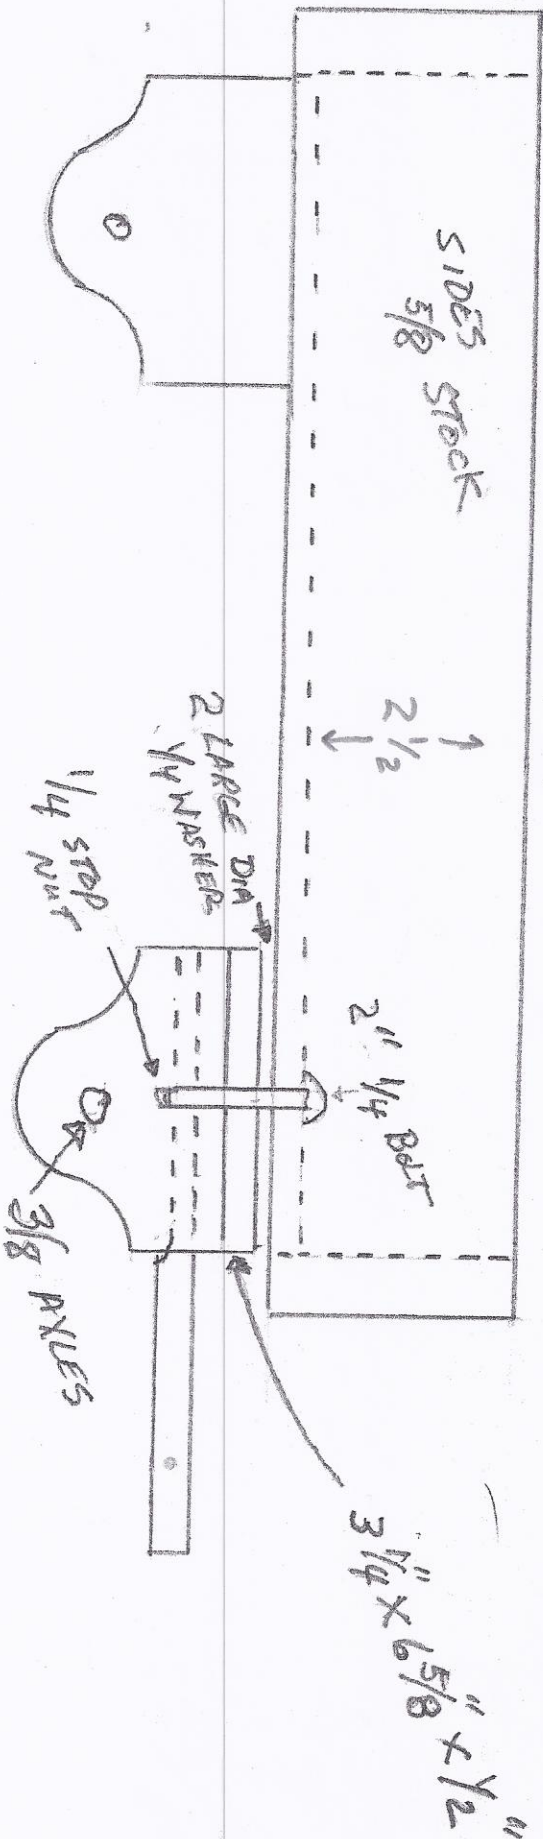 SIDES
5/8 STOCK
2 1/2
2 LARGE DIA
1/4 WASHERS
1/4 STOP
NUT
2" 1/4 BOLT
3/8 AXLES
3 1/4" X 6 5/8" X 1/2"